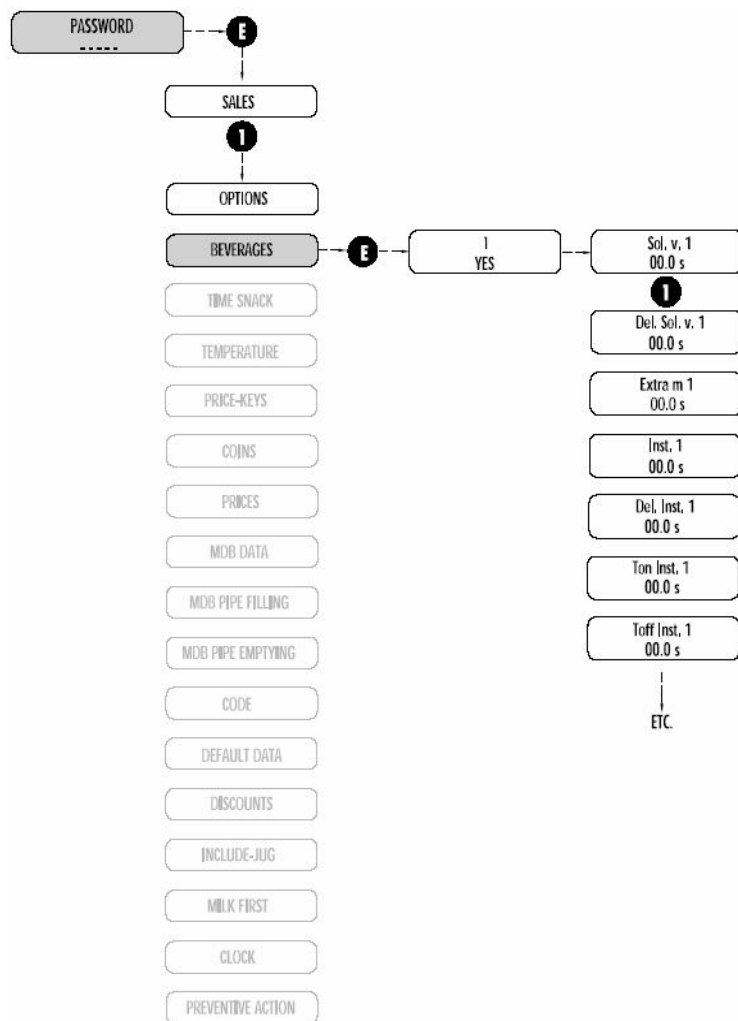 PASSWORD
-----
E
SALES
1
OPTIONS
BEVERAGES
E
1
YES
Sol. v. 1
00.0 s
1
Del. Sol. v. 1
00.0 s
Extra m 1
00.0 s
Inst. 1
00.0 s
Del. Inst. 1
00.0 s
Ton Inst. 1
00.0 s
Toff Inst. 1
00.0 s
ETC.
TIME SNACK
TEMPERATURE
PRICE-KEYS
COINS
PRICES
MDB DATA
MDB PIPE FILLING
MDB PIPE EMPTYING
CODE
DEFAULT DATA
DISCOUNTS
INCLUDE-JUG
MILK FIRST
CLOCK
PREVENTIVE ACTION